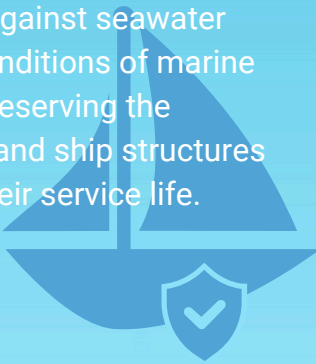 gainst seawater
nditions of marine
eserving the
and ship structures
eir service life.